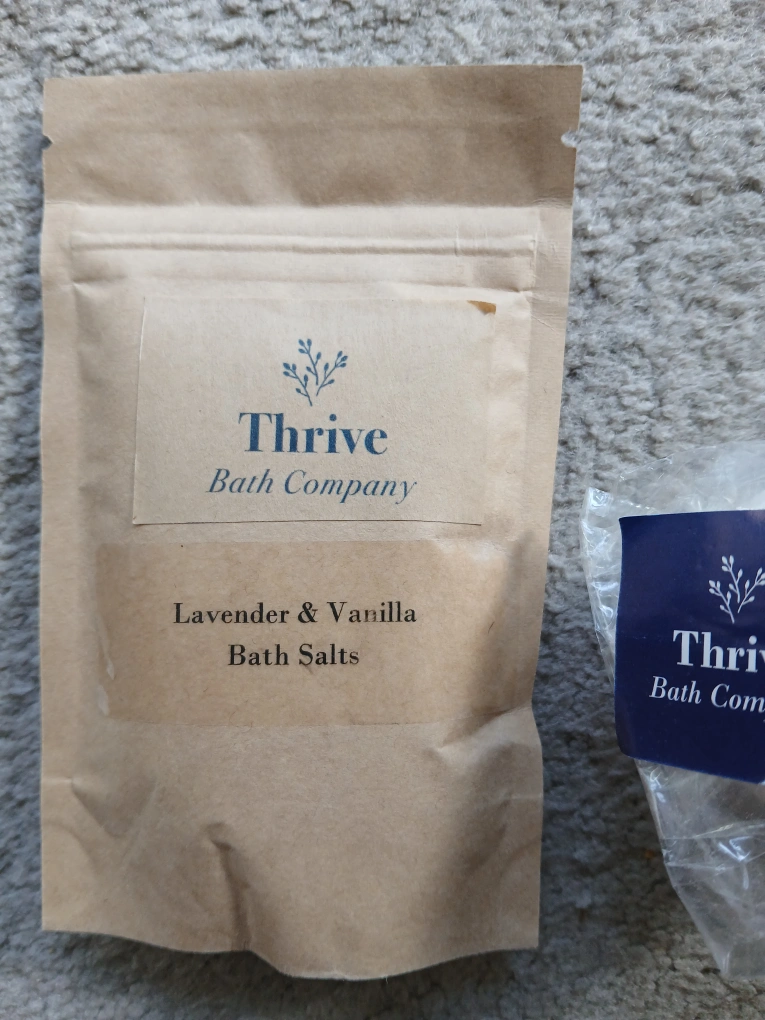 Thrive
Bath Company
Lavender & Vanilla
Bath Salts
Thriv
Bath Comp